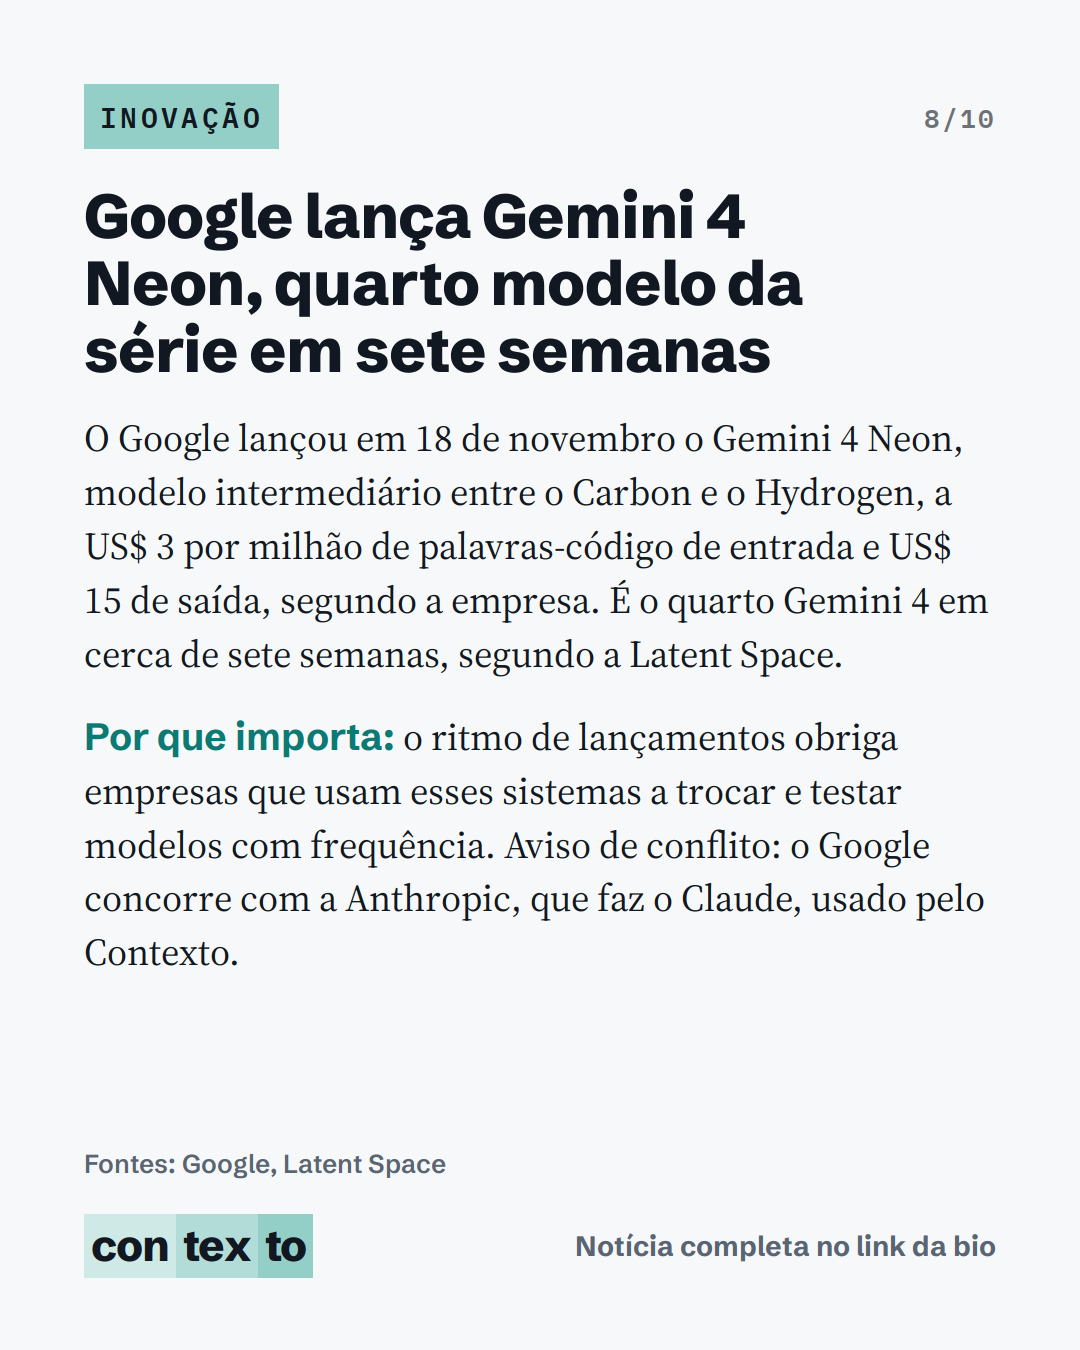 INOVAÇÃO
8/10
Google lança Gemini 4
Neon, quarto modelo da
série em sete semanas
O Google lançou em 18 de novembro o Gemini 4 Neon,
modelo intermediário entre o Carbon e o Hydrogen, a
US$ 3 por milhão de palavras-código de entrada e US$
15 de saída, segundo a empresa. É o quarto Gemini 4 em
cerca de sete semanas, segundo a Latent Space.
Por que importa: o ritmo de lançamentos obriga
empresas que usam esses sistemas a trocar e testar
modelos com frequência. Aviso de conflito: o Google
concorre com a Anthropic, que faz o Claude, usado pelo
Contexto.
Fontes: Google, Latent Space
contexto
Notícia completa no link da bio